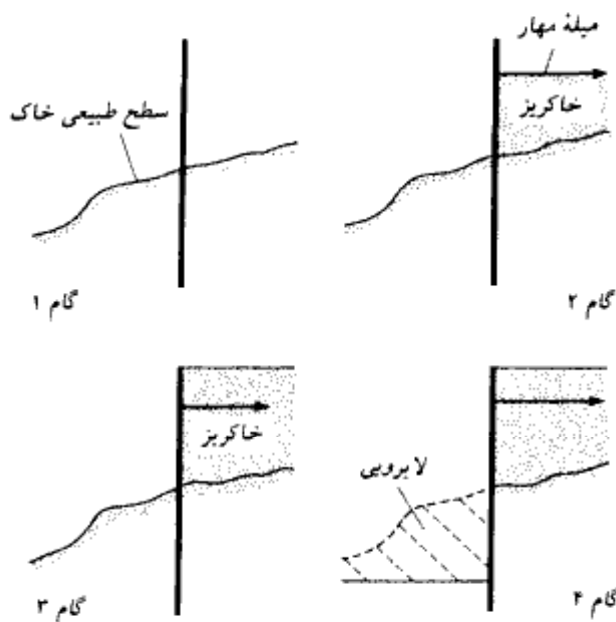 سطح طبیعی خاک
گام ۱
میلهٔ مهار
خاکریز
گام ۲
خاکریز
گام ۳
لایروبی
گام ۴